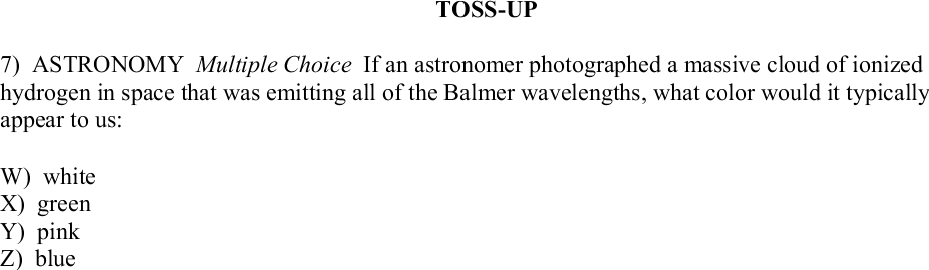 TOSS-UP
7) ASTRONOMY Multiple Choice If an astronomer photographed a massive cloud of ionized
hydrogen in space that was emitting all of the Balmer wavelengths, what color would it typically
appear to us:
W) white
X) green
Y) pink
Z) blue